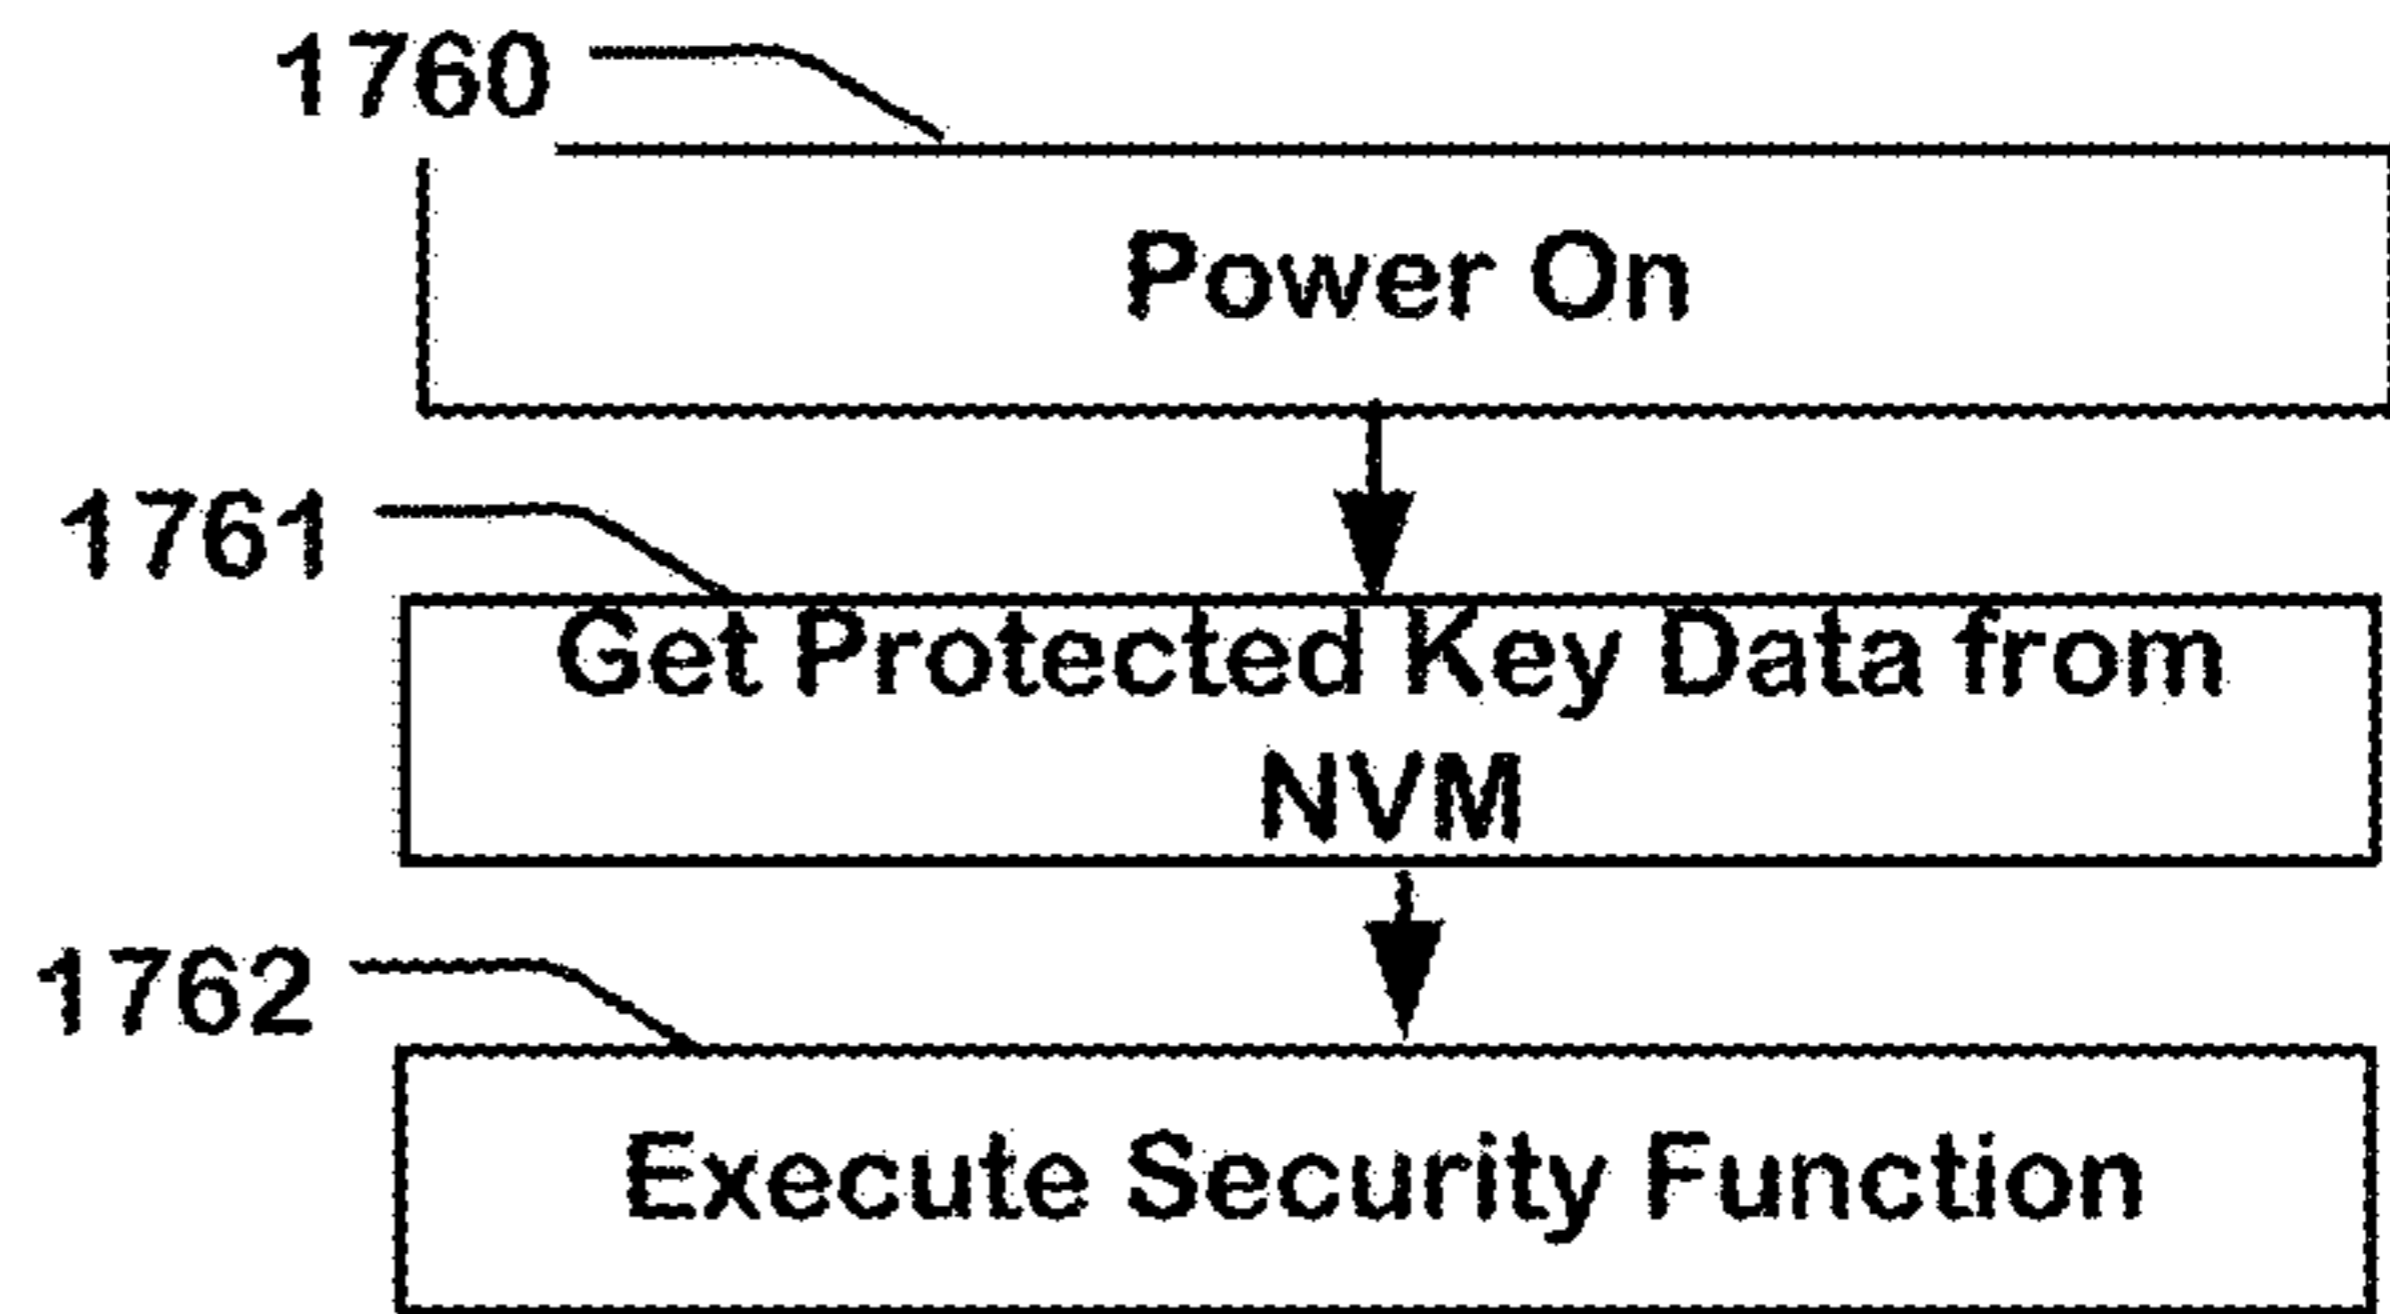 1760
Power On
1761
Get Protected Key Data from
NVM
1762
Execute Security Function